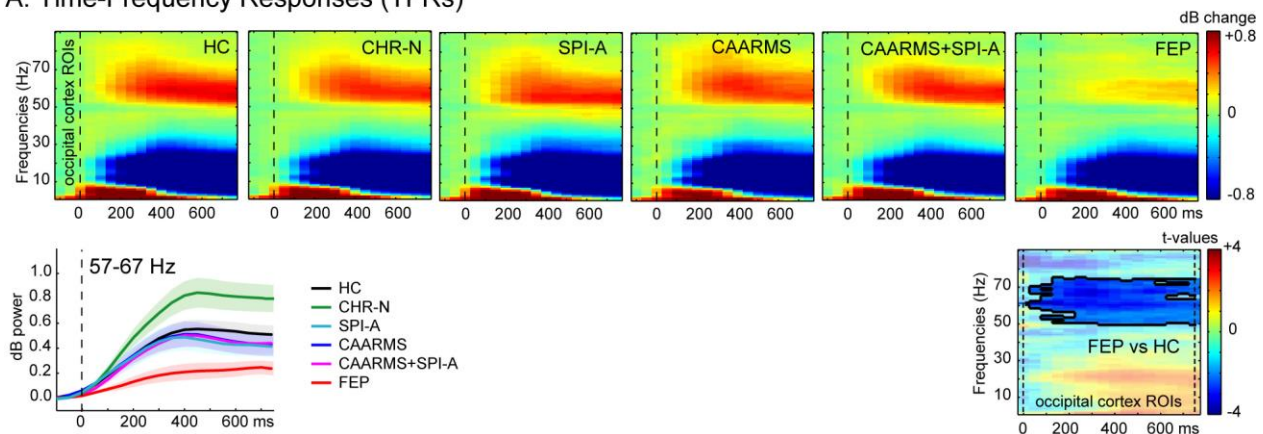 A. Time-Frequency Responses (TFRs)
dB change
HC
CHR-N
SPI-A
CAARMS
CAARMS+SPI-A
FEP
+0.8
0
-0.8
Frequencies (Hz)
70
50
30
10
occipital cortex ROIs
0 200 400 600
0 200 400 600
0 200 400 600
0 200 400 600
0 200 400 600
0 200 400 600 ms
57-67 Hz
dB power
1.0
0.8
0.6
0.4
0.2
0.0
0 200 400 600 ms
HC
CHR-N
SPI-A
CAARMS
CAARMS+SPI-A
FEP
t-values
+4
0
-4
Frequencies (Hz)
70
50
30
10
FEP vs HC
occipital cortex ROIs
0 200 400 600 ms